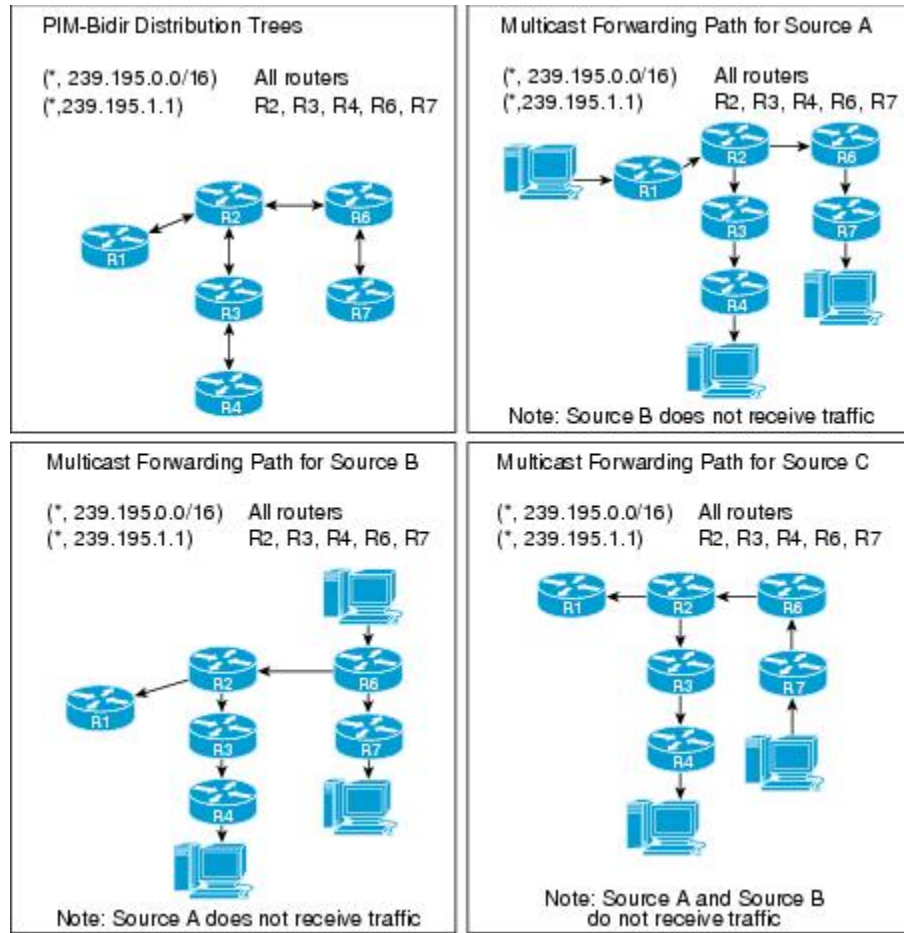 PIM-Bidir Distribution Trees
(*, 239.195.0.0/16) All routers
(*,239.195.1.1) R2, R3, R4, R6, R7
R2
R6
R1
R3
R7
R4
Multicast Forwarding Path for Source A
(*, 239.195.0.0/16) All routers
(*,239.195.1.1) R2, R3, R4, R6, R7
R2
R6
R1
R3
R7
R4
Note: Source B does not receive traffic
Multicast Forwarding Path for Source B
(*, 239.195.0.0/16) All routers
(*, 239.195.1.1) R2, R3, R4, R6, R7
R2
R6
R1
R3
R7
R4
Note: Source A does not receive traffic
Multicast Forwarding Path for Source C
(*, 239.195.0.0/16) All routers
(*, 239.195.1.1) R2, R3, R4, R6, R7
R1
R2
R6
R3
R7
R4
Note: Source A and Source B
do not receive traffic